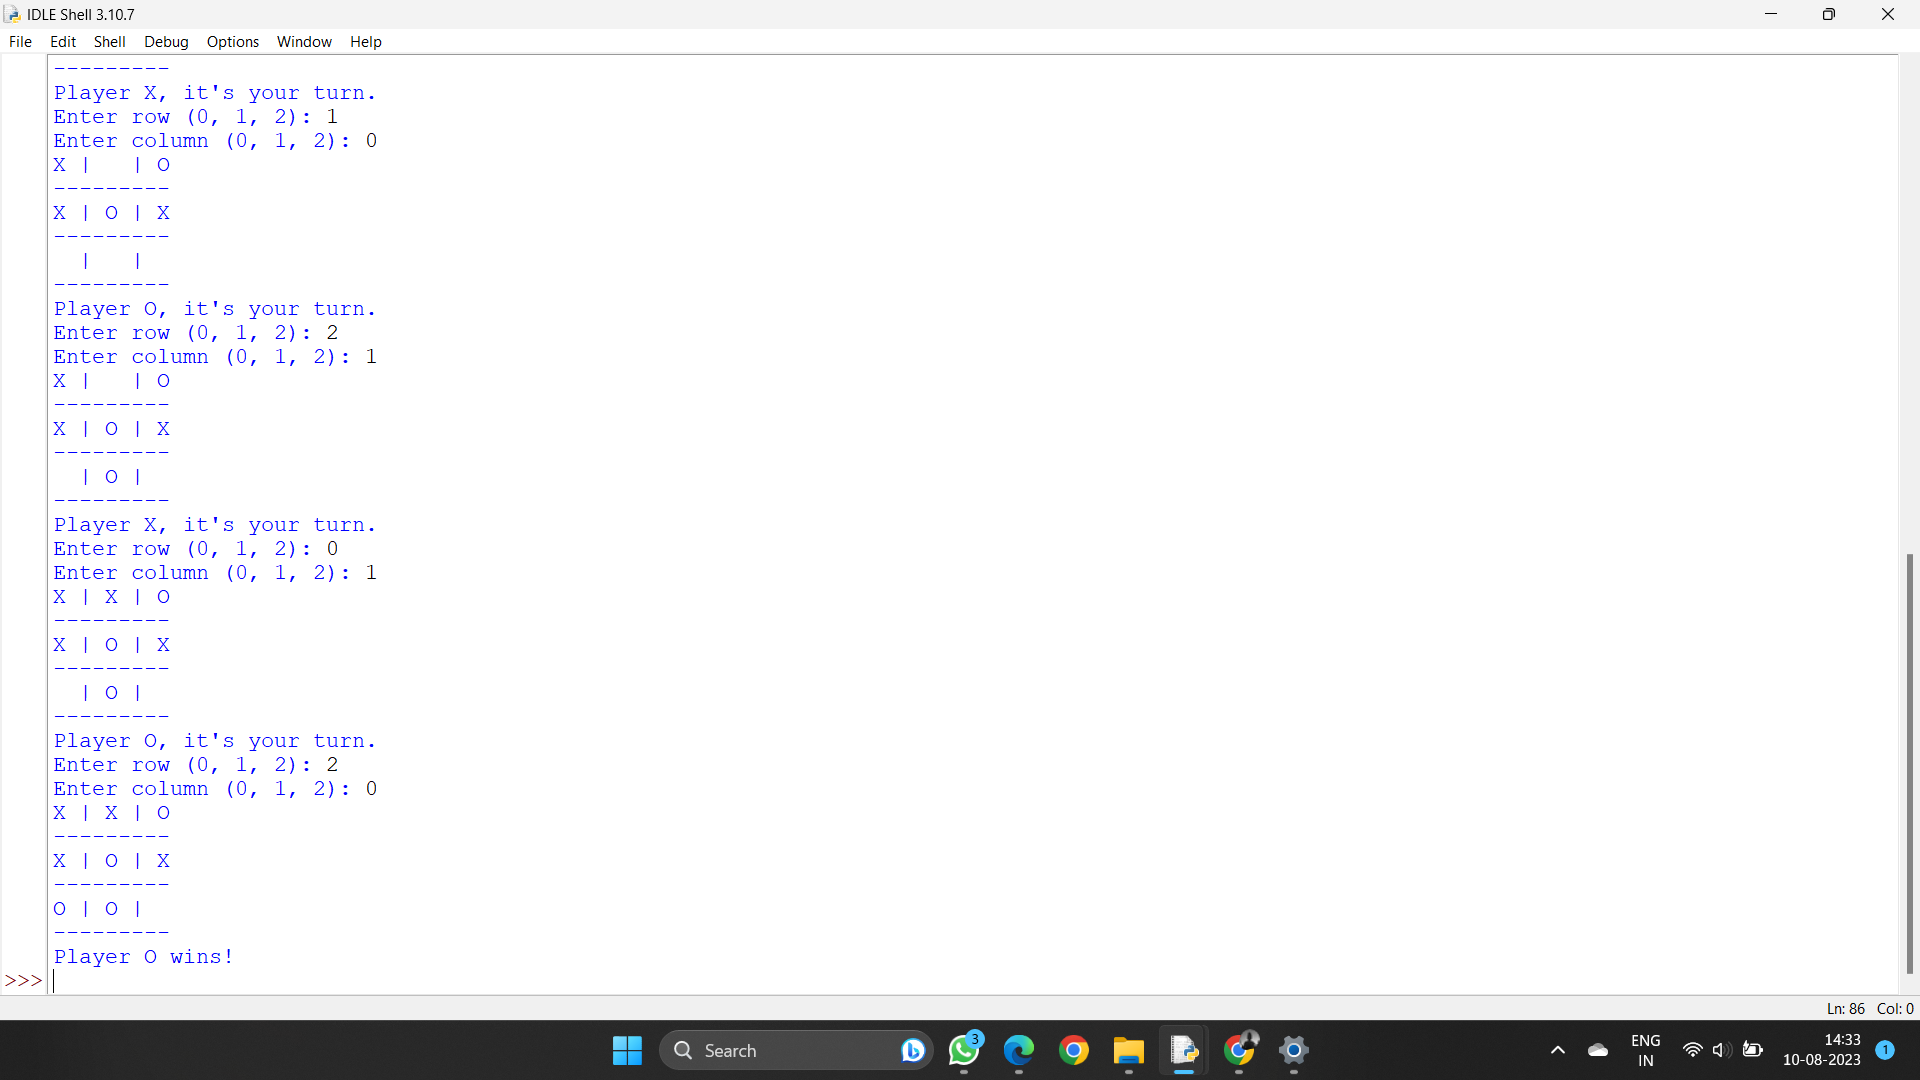 IDLE Shell 3.10.7
File Edit Shell Debug Options Window Help
---------
Player X, it's your turn.
Enter row (0, 1, 2): 1
Enter column (0, 1, 2): 0
X |   | O
---------
X | O | X
---------
  |   |
---------
Player O, it's your turn.
Enter row (0, 1, 2): 2
Enter column (0, 1, 2): 1
X |   | O
---------
X | O | X
---------
  | O |
---------
Player X, it's your turn.
Enter row (0, 1, 2): 0
Enter column (0, 1, 2): 1
X | X | O
---------
X | O | X
---------
  | O |
---------
Player O, it's your turn.
Enter row (0, 1, 2): 2
Enter column (0, 1, 2): 0
X | X | O
---------
X | O | X
---------
O | O |
---------
Player O wins!
>>>
Ln: 86 Col: 0
Search
3
ENG
IN
14:33
10-08-2023
1